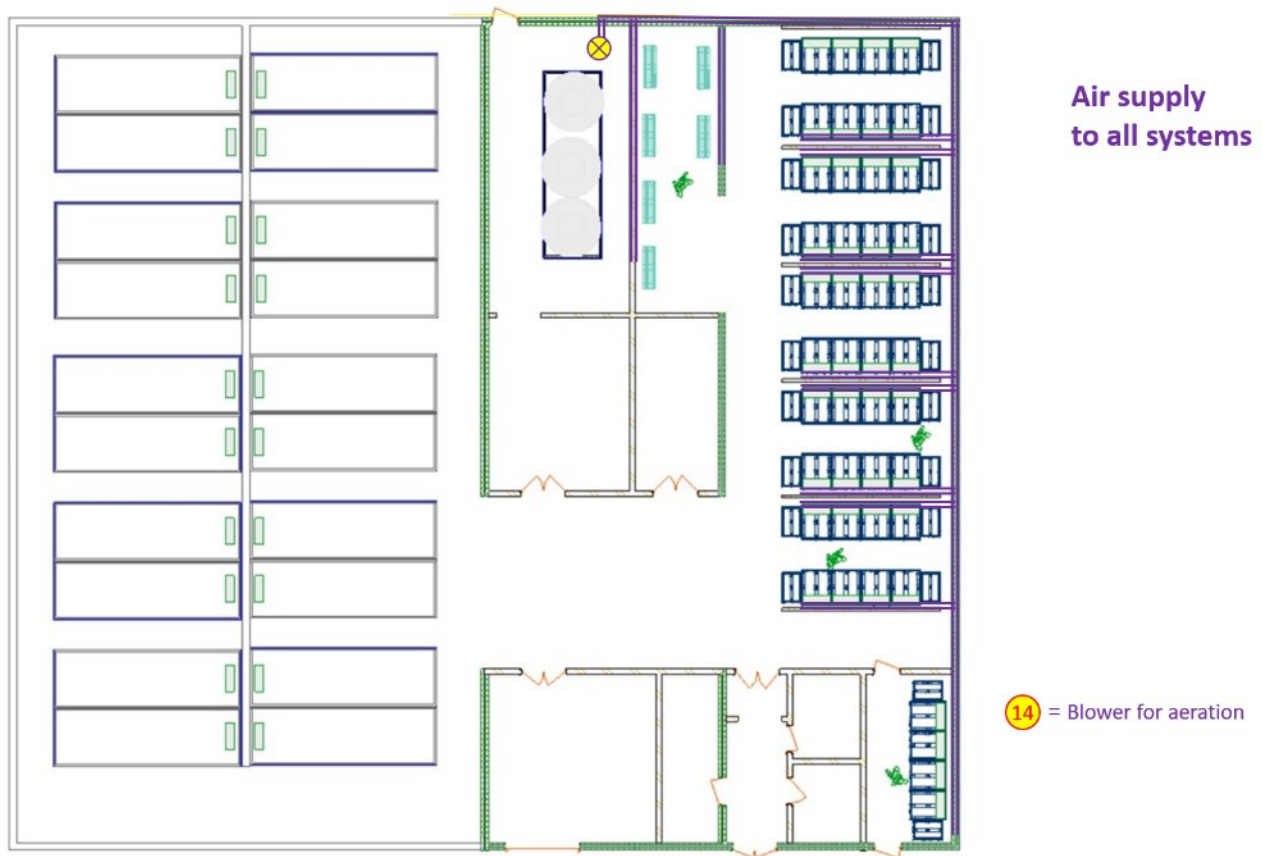 Air supply
to all systems
14 = Blower for aeration